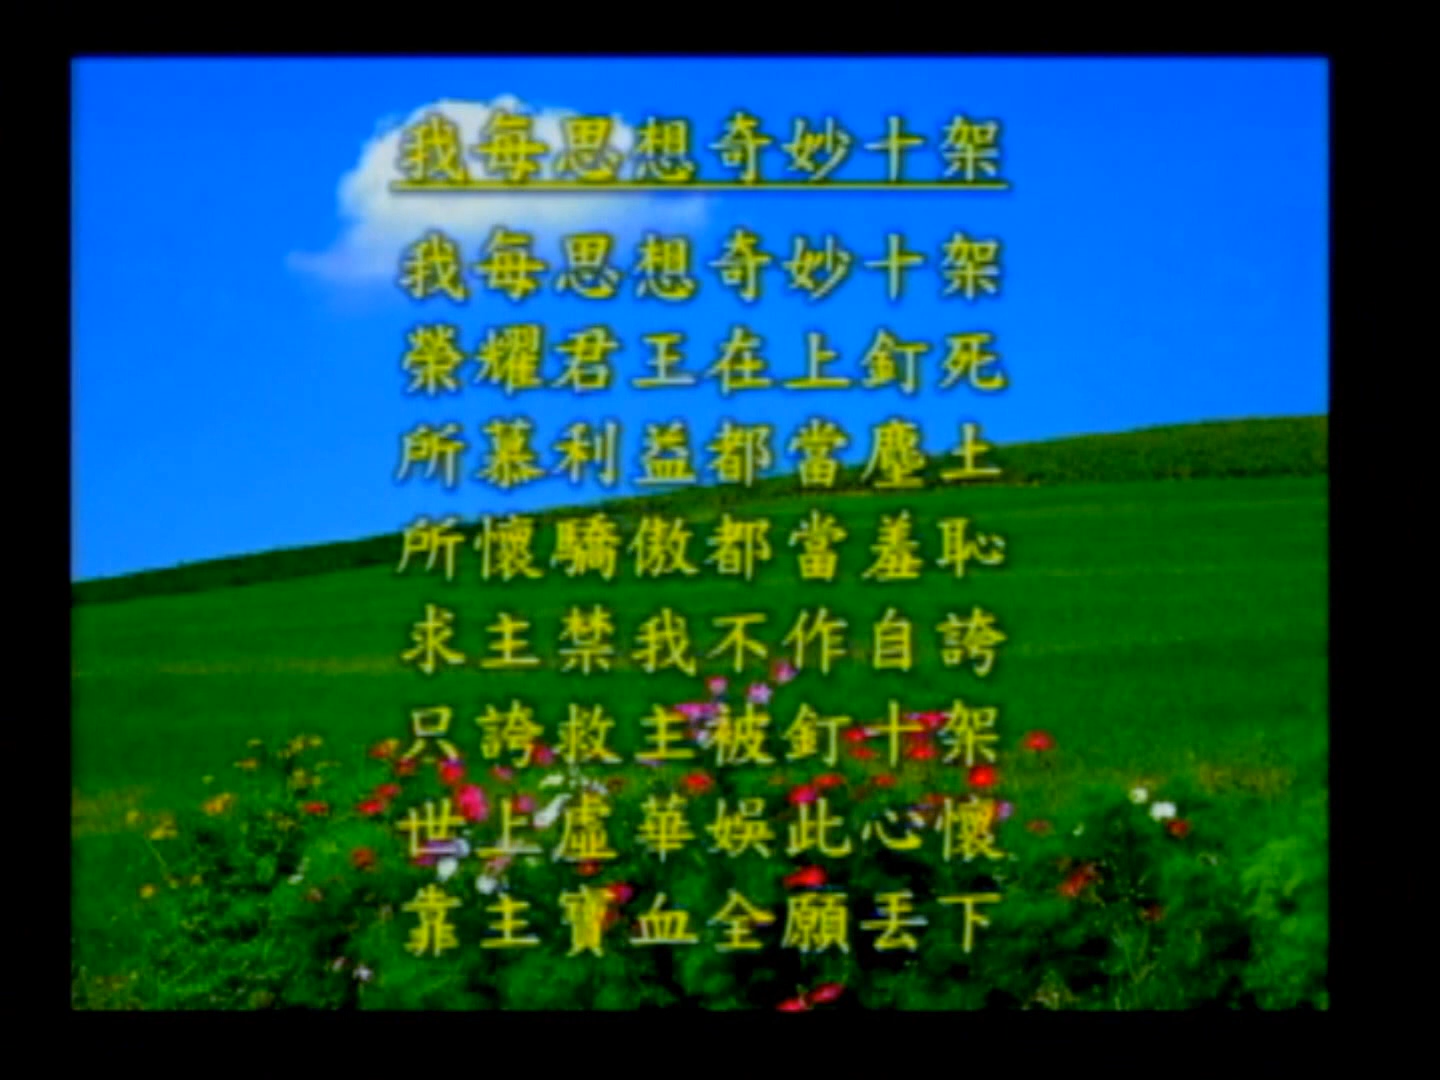 我每思想奇妙十架
我每思想奇妙十架
榮耀君王在上釘死
所慕利益都當塵土
所懷驕傲都當羞恥
求主禁我不作自誇
只誇救主被釘十架
世上虛華娛此心懷
靠主寶血全願丟下